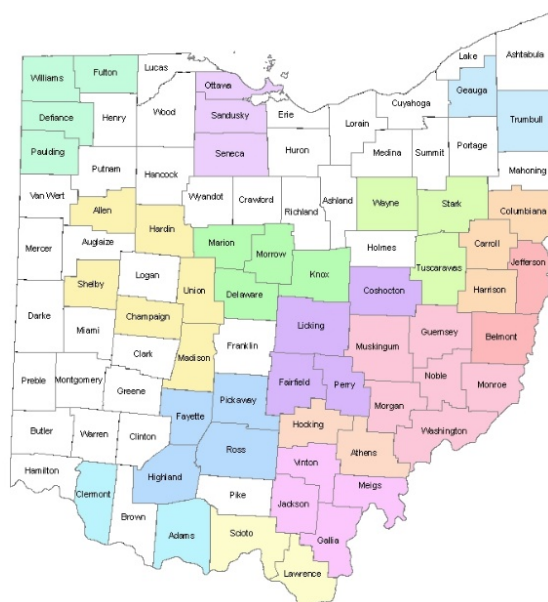 Lake
Ashtabula
Lucas
Fulton
Williams
Ottawa
Geauga
Cuyahoga
Trumbull
Defiance
Henry
Wood
Sandusky
Erie
Lorain
Medina
Summit
Portage
Huron
Paulding
Seneca
Putnam
Hancock
Mahoning
Van Wert
Wyandot
Crawford
Richland
Ashland
Wayne
Stark
Columbiana
Allen
Hardin
Marion
Morrow
Holmes
Carroll
Mercer
Auglaize
Knox
Tuscarawas
Jefferson
Logan
Union
Delaware
Coshocton
Harrison
Shelby
Champaign
Licking
Darke
Miami
Franklin
Muskingum
Guernsey
Belmont
Clark
Madison
Preble
Montgomery
Greene
Fairfield
Perry
Noble
Monroe
Fayette
Pickaway
Morgan
Butler
Warren
Clinton
Hocking
Washington
Ross
Athens
Hamilton
Highland
Vinton
Clermont
Meigs
Pike
Jackson
Brown
Adams
Scioto
Gallia
Lawrence